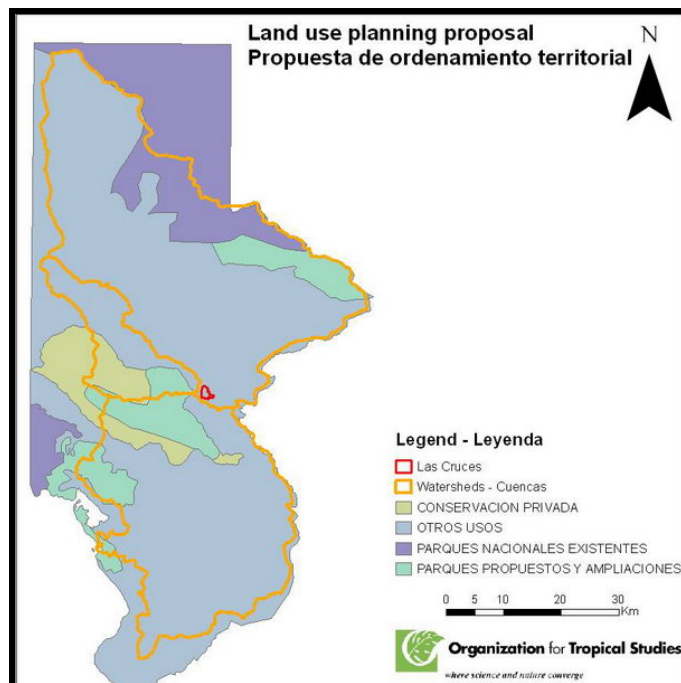 Land use planning proposal
Propuesta de ordenamiento territorial
N
Legend - Leyenda
Las Cruces
Watersheds - Cuencas
CONSERVACION PRIVADA
OTROS USOS
PARQUES NACIONALES EXISTENTES
PARQUES PROPUESTOS Y AMPLIACIONES
0 5 10 20 30
Km
Organization for Tropical Studies
where science and nature converge